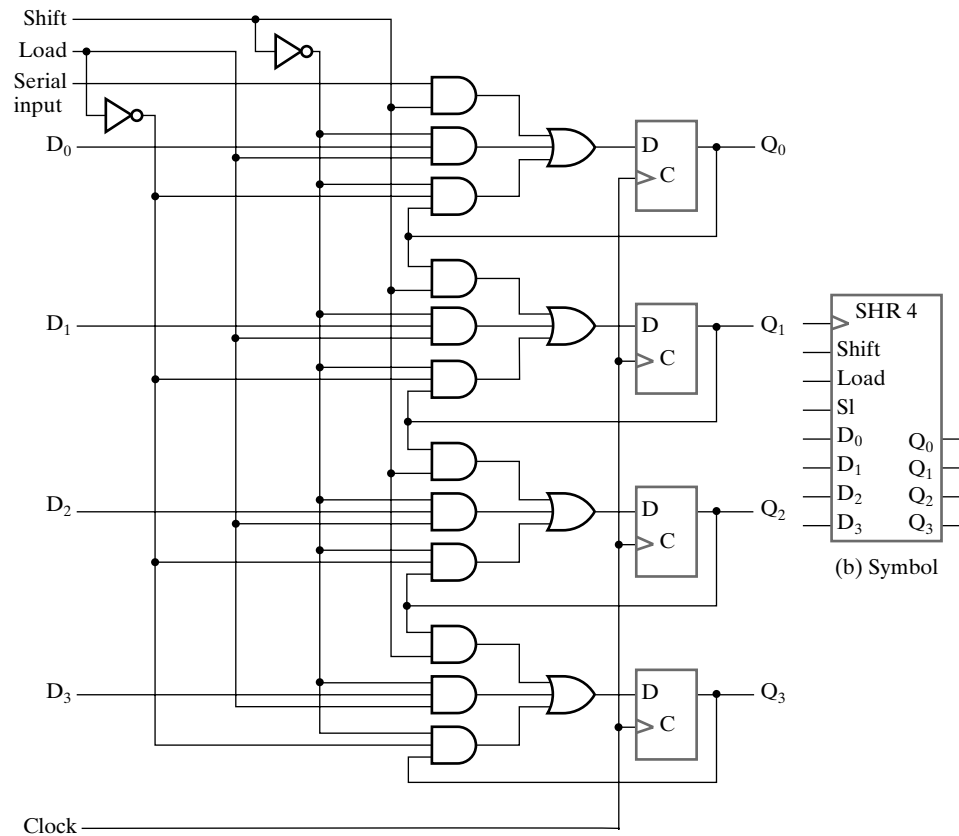 Shift
Load
Serial
input
D₀
D C
Q₀
D₁
D C
Q₁
D₂
D C
Q₂
D₃
D C
Q₃
Clock
SHR 4
Shift
Load
Sl
D₀ Q₀
D₁ Q₁
D₂ Q₂
D₃ Q₃
(b) Symbol